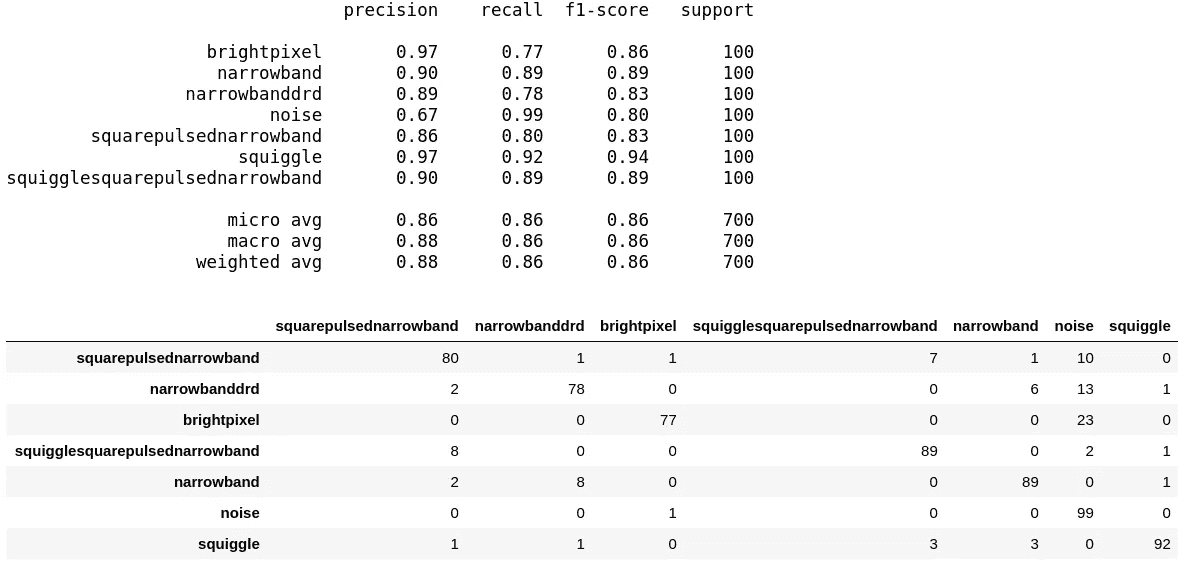 precision recall f1-score support
brightpixel 0.97 0.77 0.86 100
narrowband 0.90 0.89 0.89 100
narrowbanddrd 0.89 0.78 0.83 100
noise 0.67 0.99 0.80 100
squarepulsednarrowband 0.86 0.80 0.83 100
squiggle 0.97 0.92 0.94 100
squigglesquarepulsednarrowband 0.90 0.89 0.89 100
micro avg 0.86 0.86 0.86 700
macro avg 0.88 0.86 0.86 700
weighted avg 0.88 0.86 0.86 700
squarepulsednarrowband narrowbanddrd brightpixel squigglesquarepulsednarrowband narrowband noise squiggle
squarepulsednarrowband 80 1 1 7 1 10 0
narrowbanddrd 2 78 0 0 6 13 1
brightpixel 0 0 77 0 0 23 0
squigglesquarepulsednarrowband 8 0 0 89 0 2 1
narrowband 2 8 0 0 89 0 1
noise 0 0 1 0 0 99 0
squiggle 1 1 0 3 3 0 92